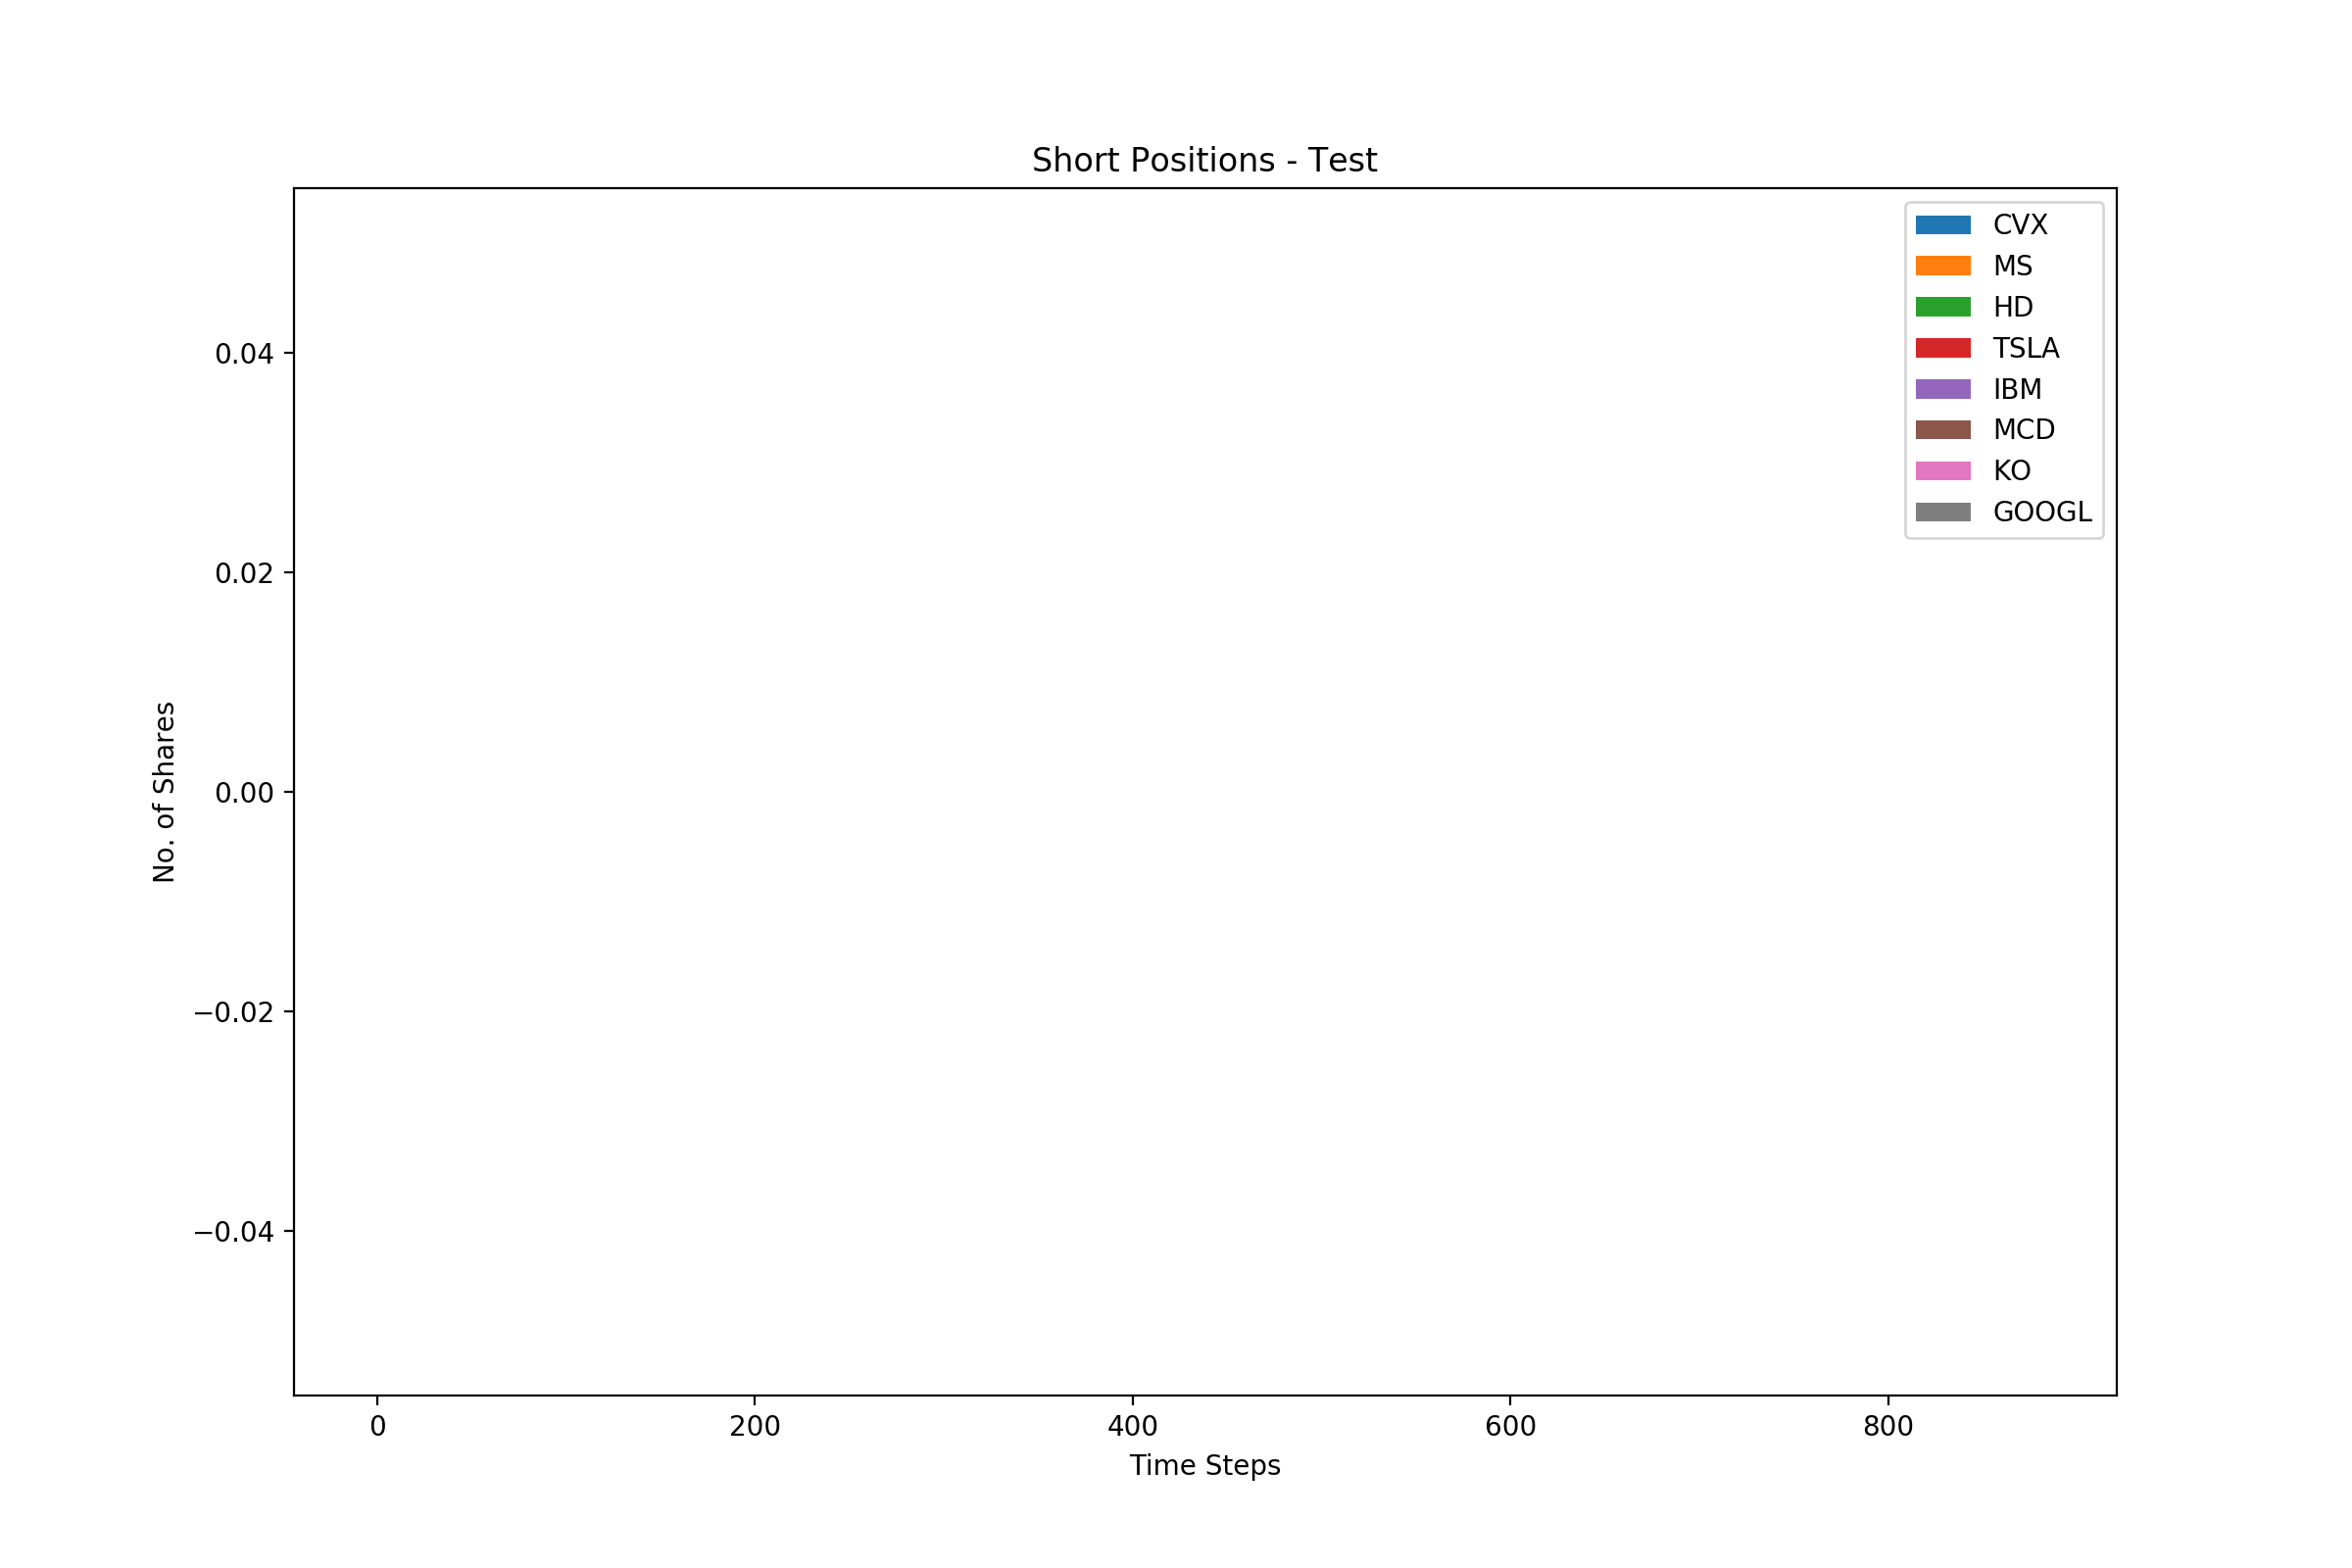 Short Positions - Test
CVX
MS
HD
TSLA
IBM
MCD
KO
GOOGL
No. of Shares
0.04
0.02
0.00
−0.02
−0.04
0 200 400 600 800
Time Steps